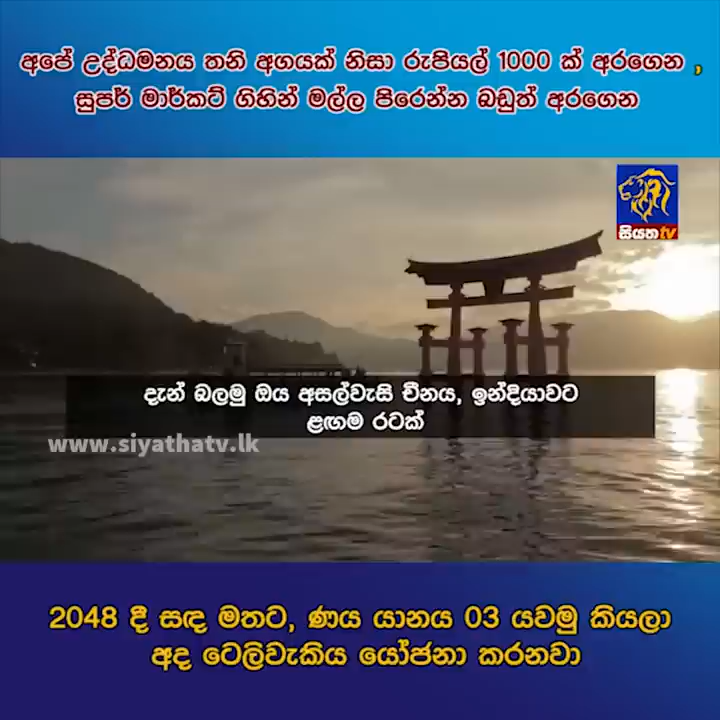 අපේ උද්ධමනය තනි අගයක් නිසා රුපියල් 1000 ක් අරගෙන ,
සුපර් මාර්කට් ගිහින් මල්ල පිරෙන්න බඩුත් අරගෙන
සියත tv
දැන් බලමු ඔය අසල්වැසි චීනය, ඉන්දියාවට
ළඟම රටක්
www.siyathatv.lk
2048 දී සඳ මතට, ණය යානය 03 යවමු කියලා
අද ටෙලිවැකිය යෝජනා කරනවා